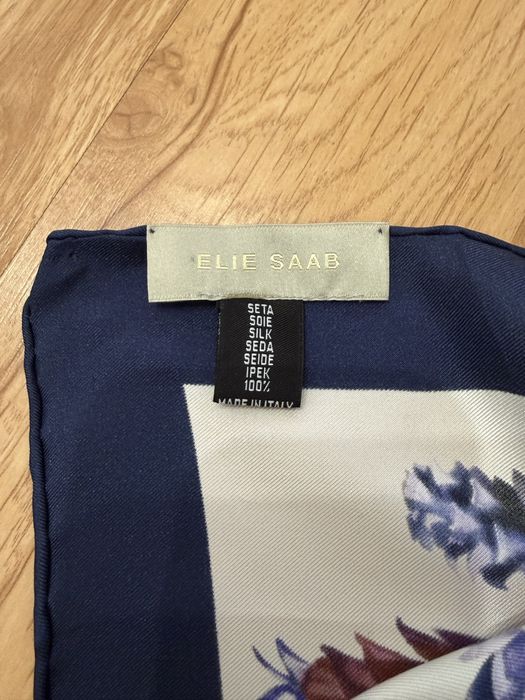 ELIE SAAB
SETA
SOIE
SILK
SEDA
SEIDE
IPEK
100%
MADE IN ITALY